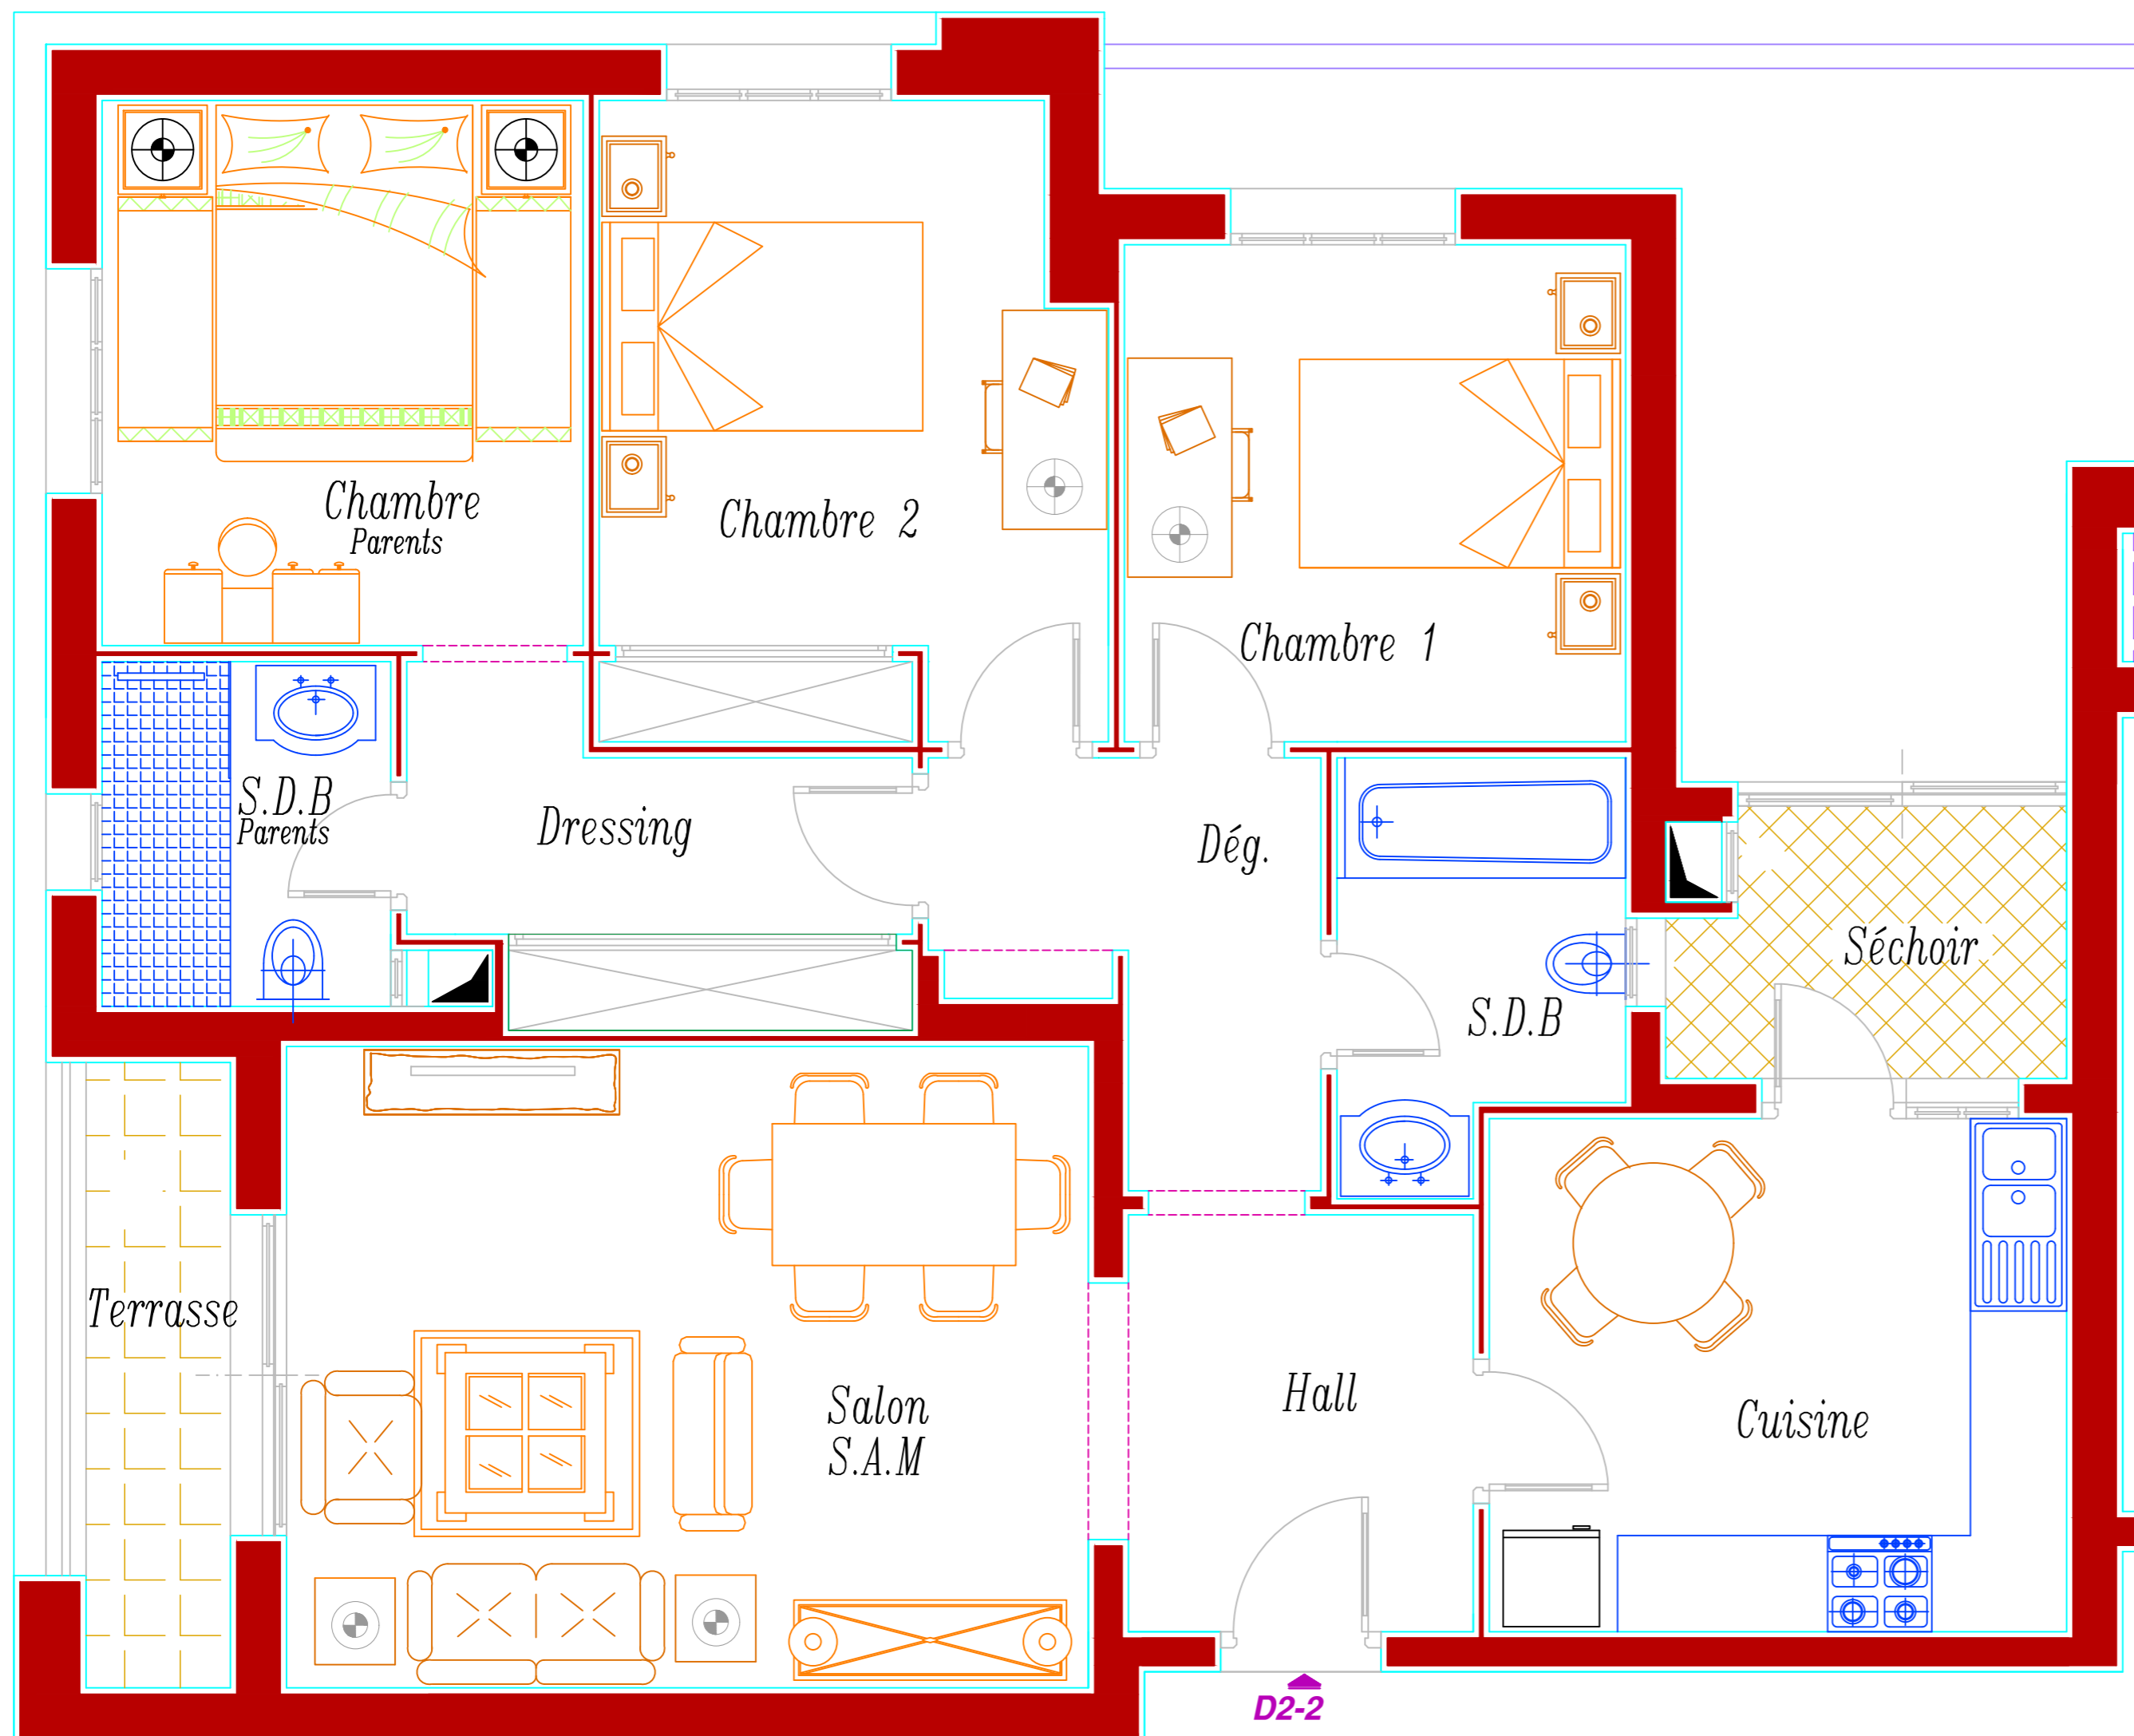 Chambre
Parents
Chambre 2
Chambre 1
S.D.B
Parents
Dressing
Dég.
Séchoir
S.D.B
Terrasse
Salon
S.A.M
Hall
Cuisine
D2-2